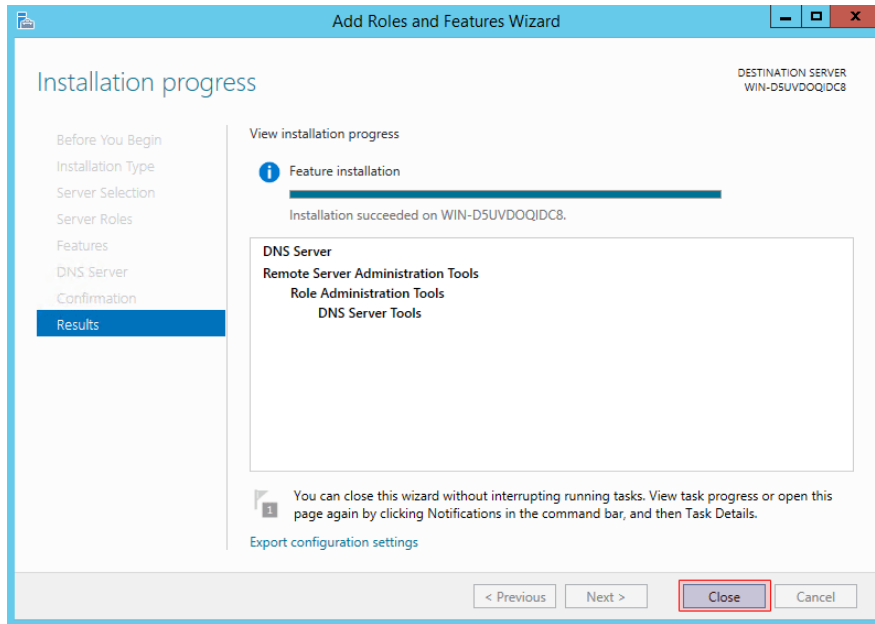 Add Roles and Features Wizard
Installation progress
DESTINATION SERVER
WIN-D5UVDOQIDC8
Before You Begin
Installation Type
Server Selection
Server Roles
Features
DNS Server
Confirmation
Results
View installation progress
Feature installation
Installation succeeded on WIN-D5UVDOQIDC8.
DNS Server
Remote Server Administration Tools
Role Administration Tools
DNS Server Tools
1
You can close this wizard without interrupting running tasks. View task progress or open this
page again by clicking Notifications in the command bar, and then Task Details.
Export configuration settings
< Previous
Next >
Close
Cancel